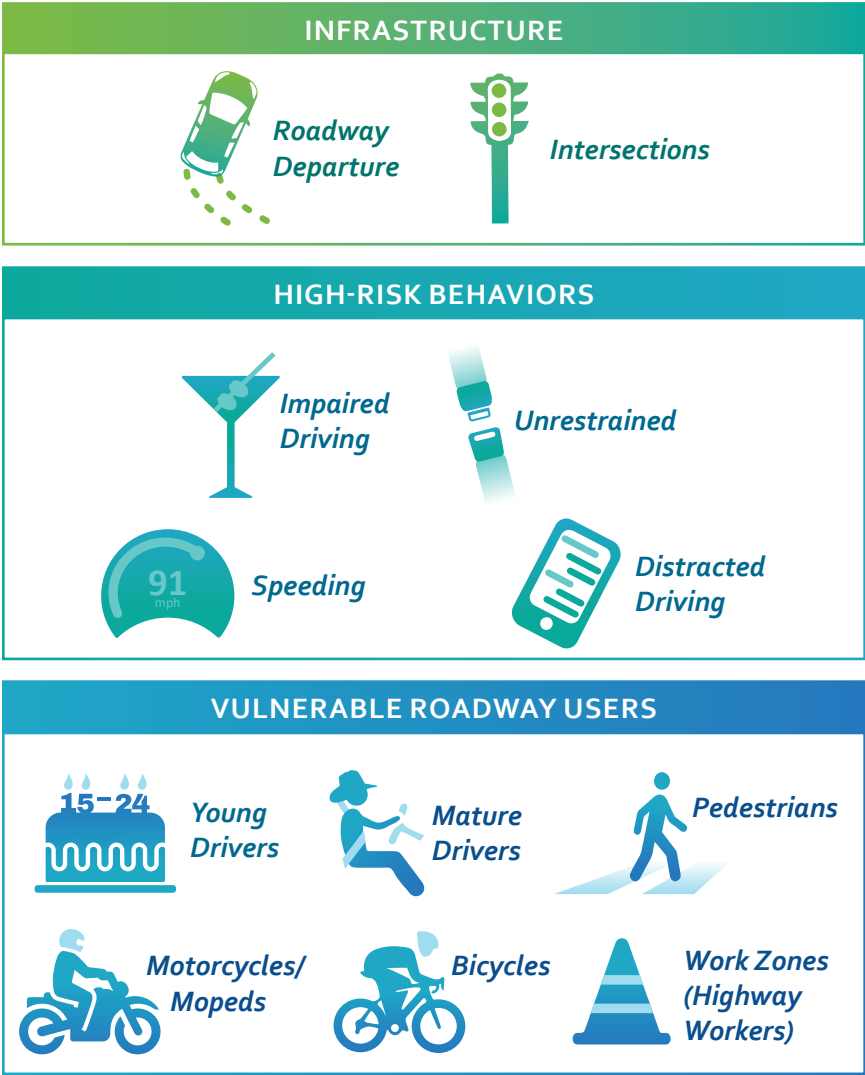 INFRASTRUCTURE
Roadway
Departure
Intersections
HIGH-RISK BEHAVIORS
Impaired
Driving
Unrestrained
91
mph
Speeding
Distracted
Driving
VULNERABLE ROADWAY USERS
15-24
Young
Drivers
Mature
Drivers
Pedestrians
Motorcycles/
Mopeds
Bicycles
Work Zones
(Highway
Workers)